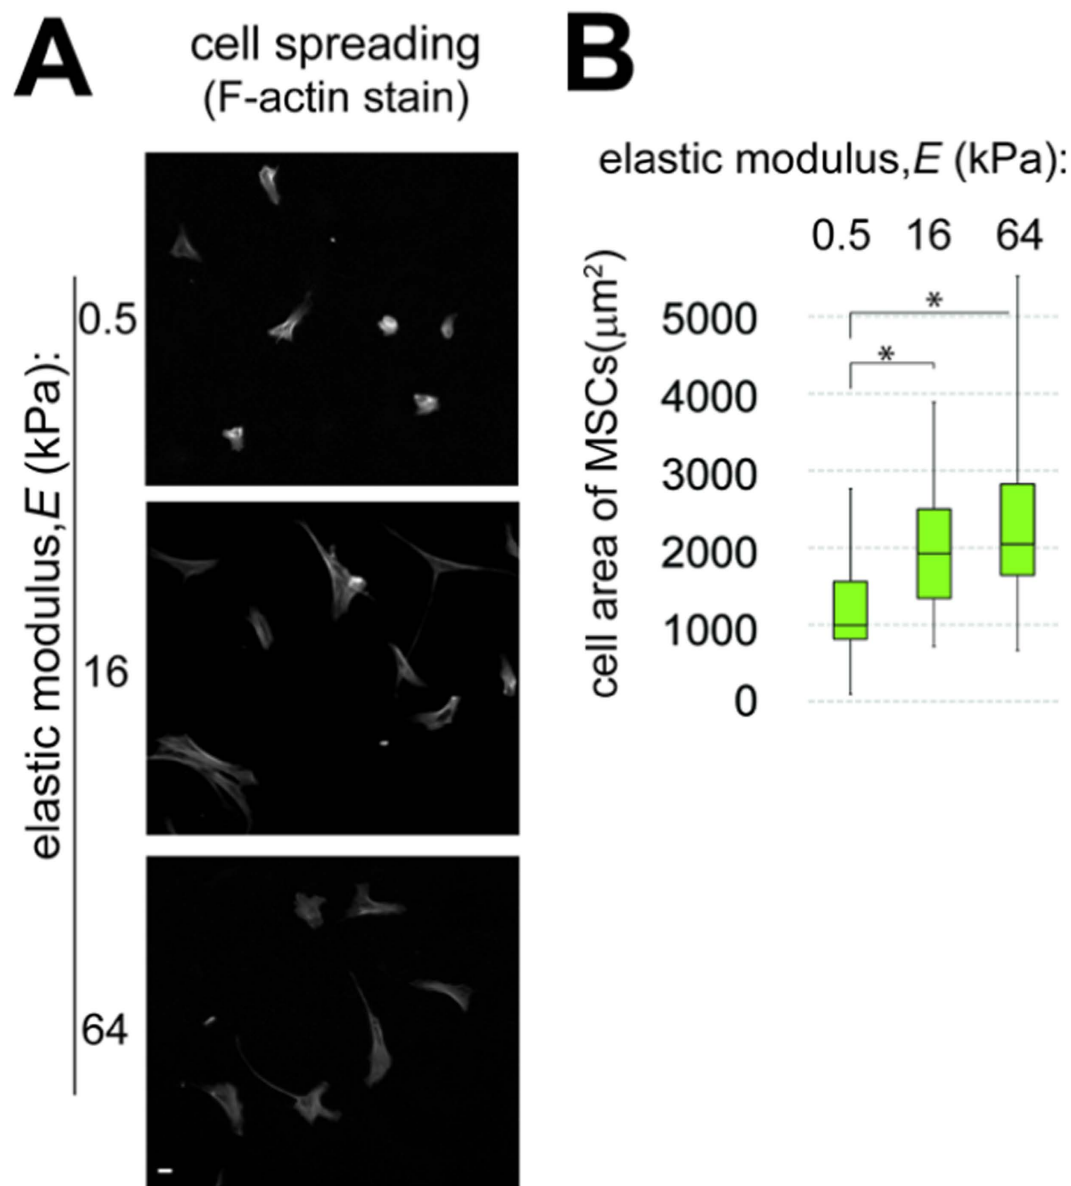 A
cell spreading
(F-actin stain)
elastic modulus,E (kPa):
0.5
16
64
B
elastic modulus,E (kPa):
0.5 16 64
cell area of MSCs(μm²)
5000
4000
3000
2000
1000
0
*
*